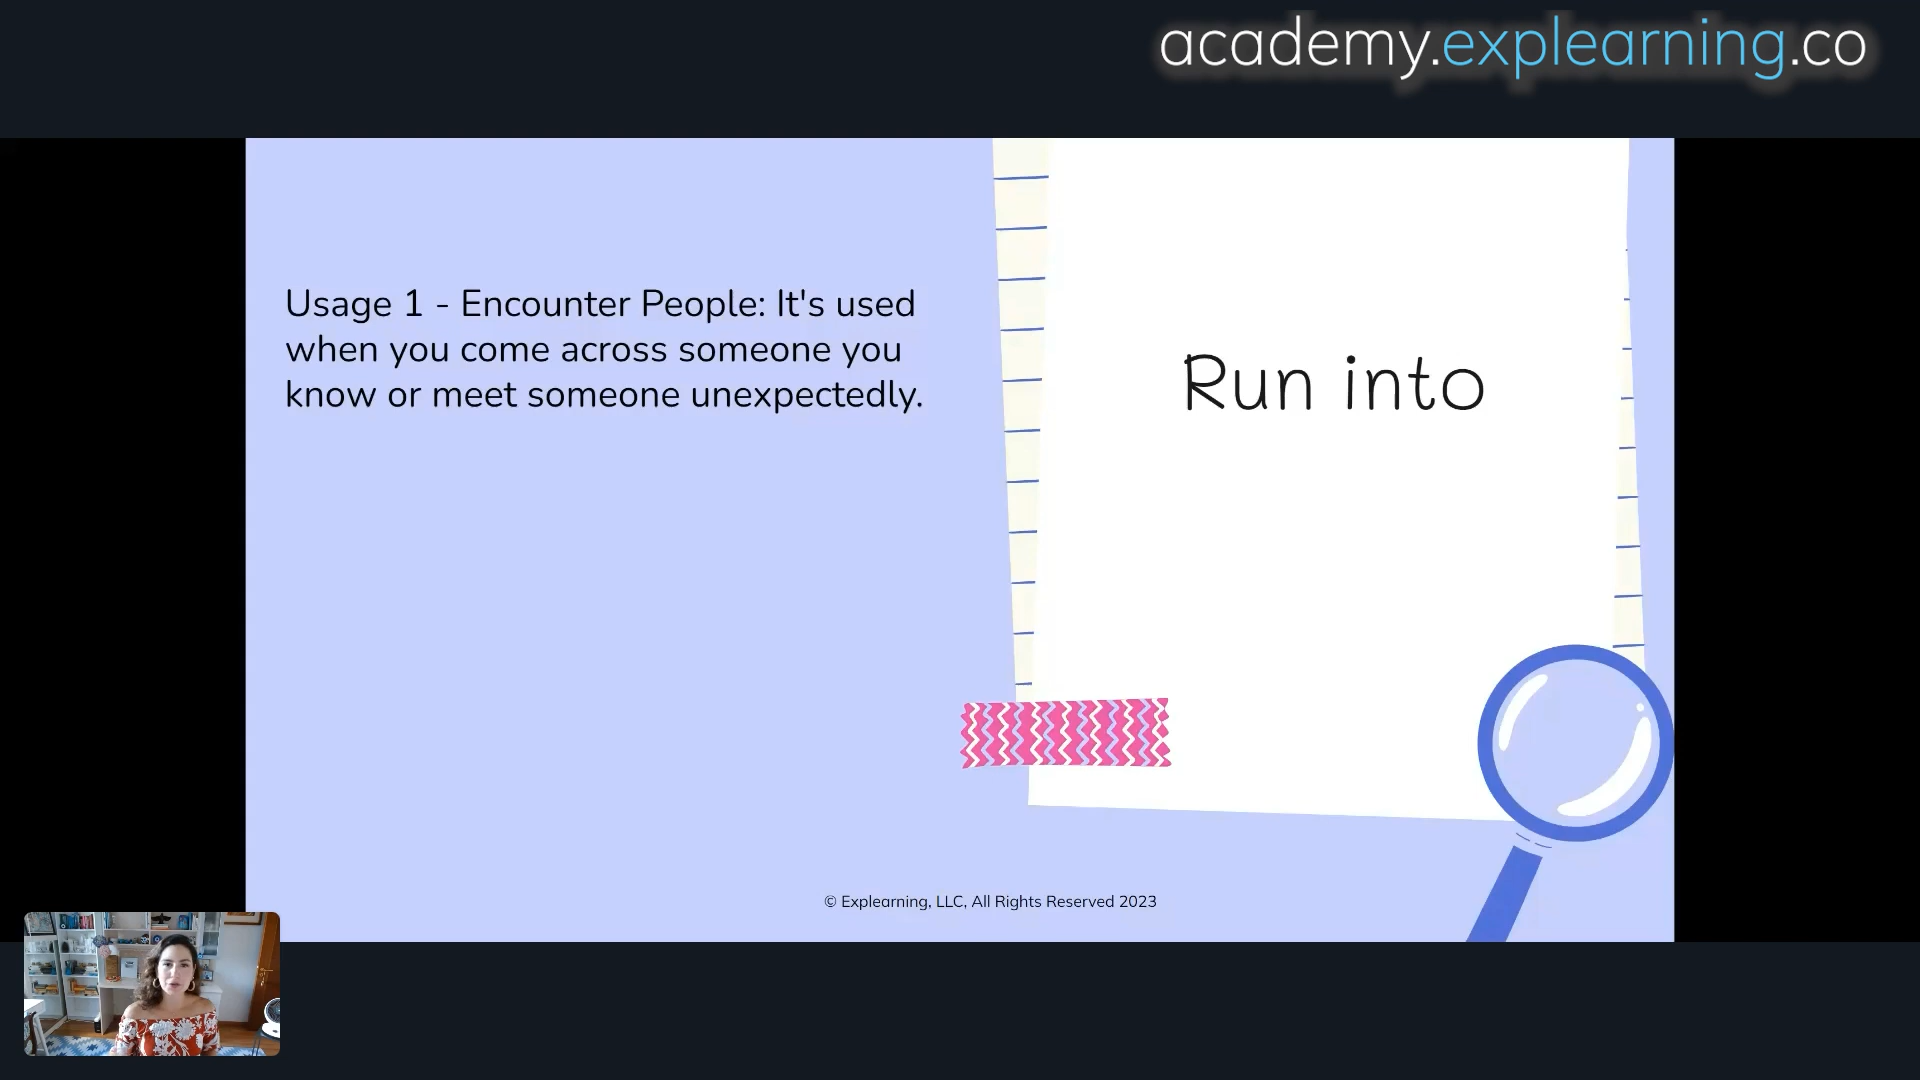 academy.explearning.co
Usage 1 - Encounter People: It's used
when you come across someone you
know or meet someone unexpectedly.
Run into
© Explearning, LLC, All Rights Reserved 2023